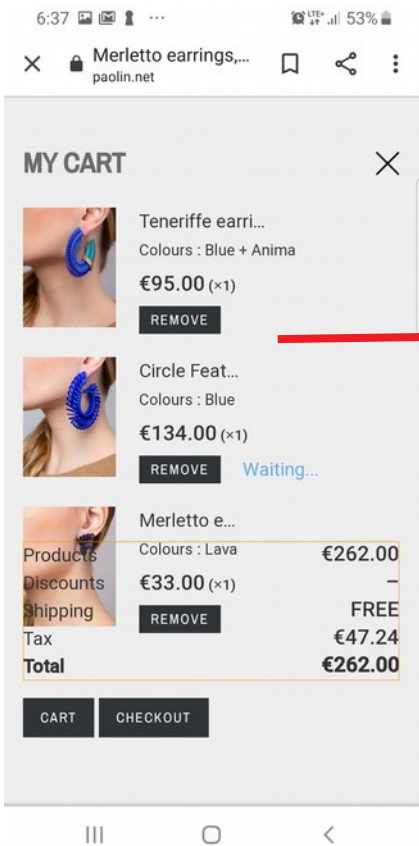 6:37 ... LTE+ 53%
Merletto earrings,...
paolin.net
MY CART
Teneriffe earri...
Colours : Blue + Anima
€95.00 (×1)
REMOVE
Circle Feat...
Colours : Blue
€134.00 (×1)
REMOVE Waiting...
Merletto e...
Colours : Lava
€33.00 (×1)
REMOVE
Products €262.00
Discounts –
Shipping FREE
Tax €47.24
Total €262.00
CART CHECKOUT